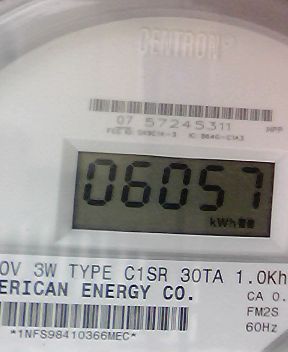 CENTRON
07 57245311
06057
kWh
0V 3W TYPE C1SR 30TA 1.0Kh
ERICAN ENERGY CO.
CA 0.
FM2S
*1NFS98410366MEC*
60Hz